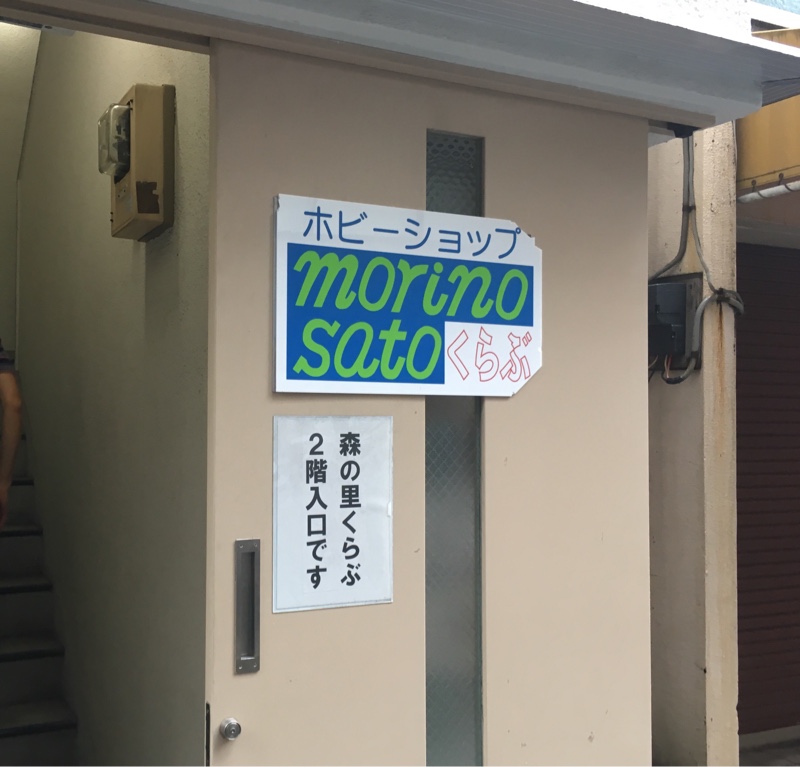 ホビーショップ
morino
sato くらぶ
森の里くらぶ
2階入口です